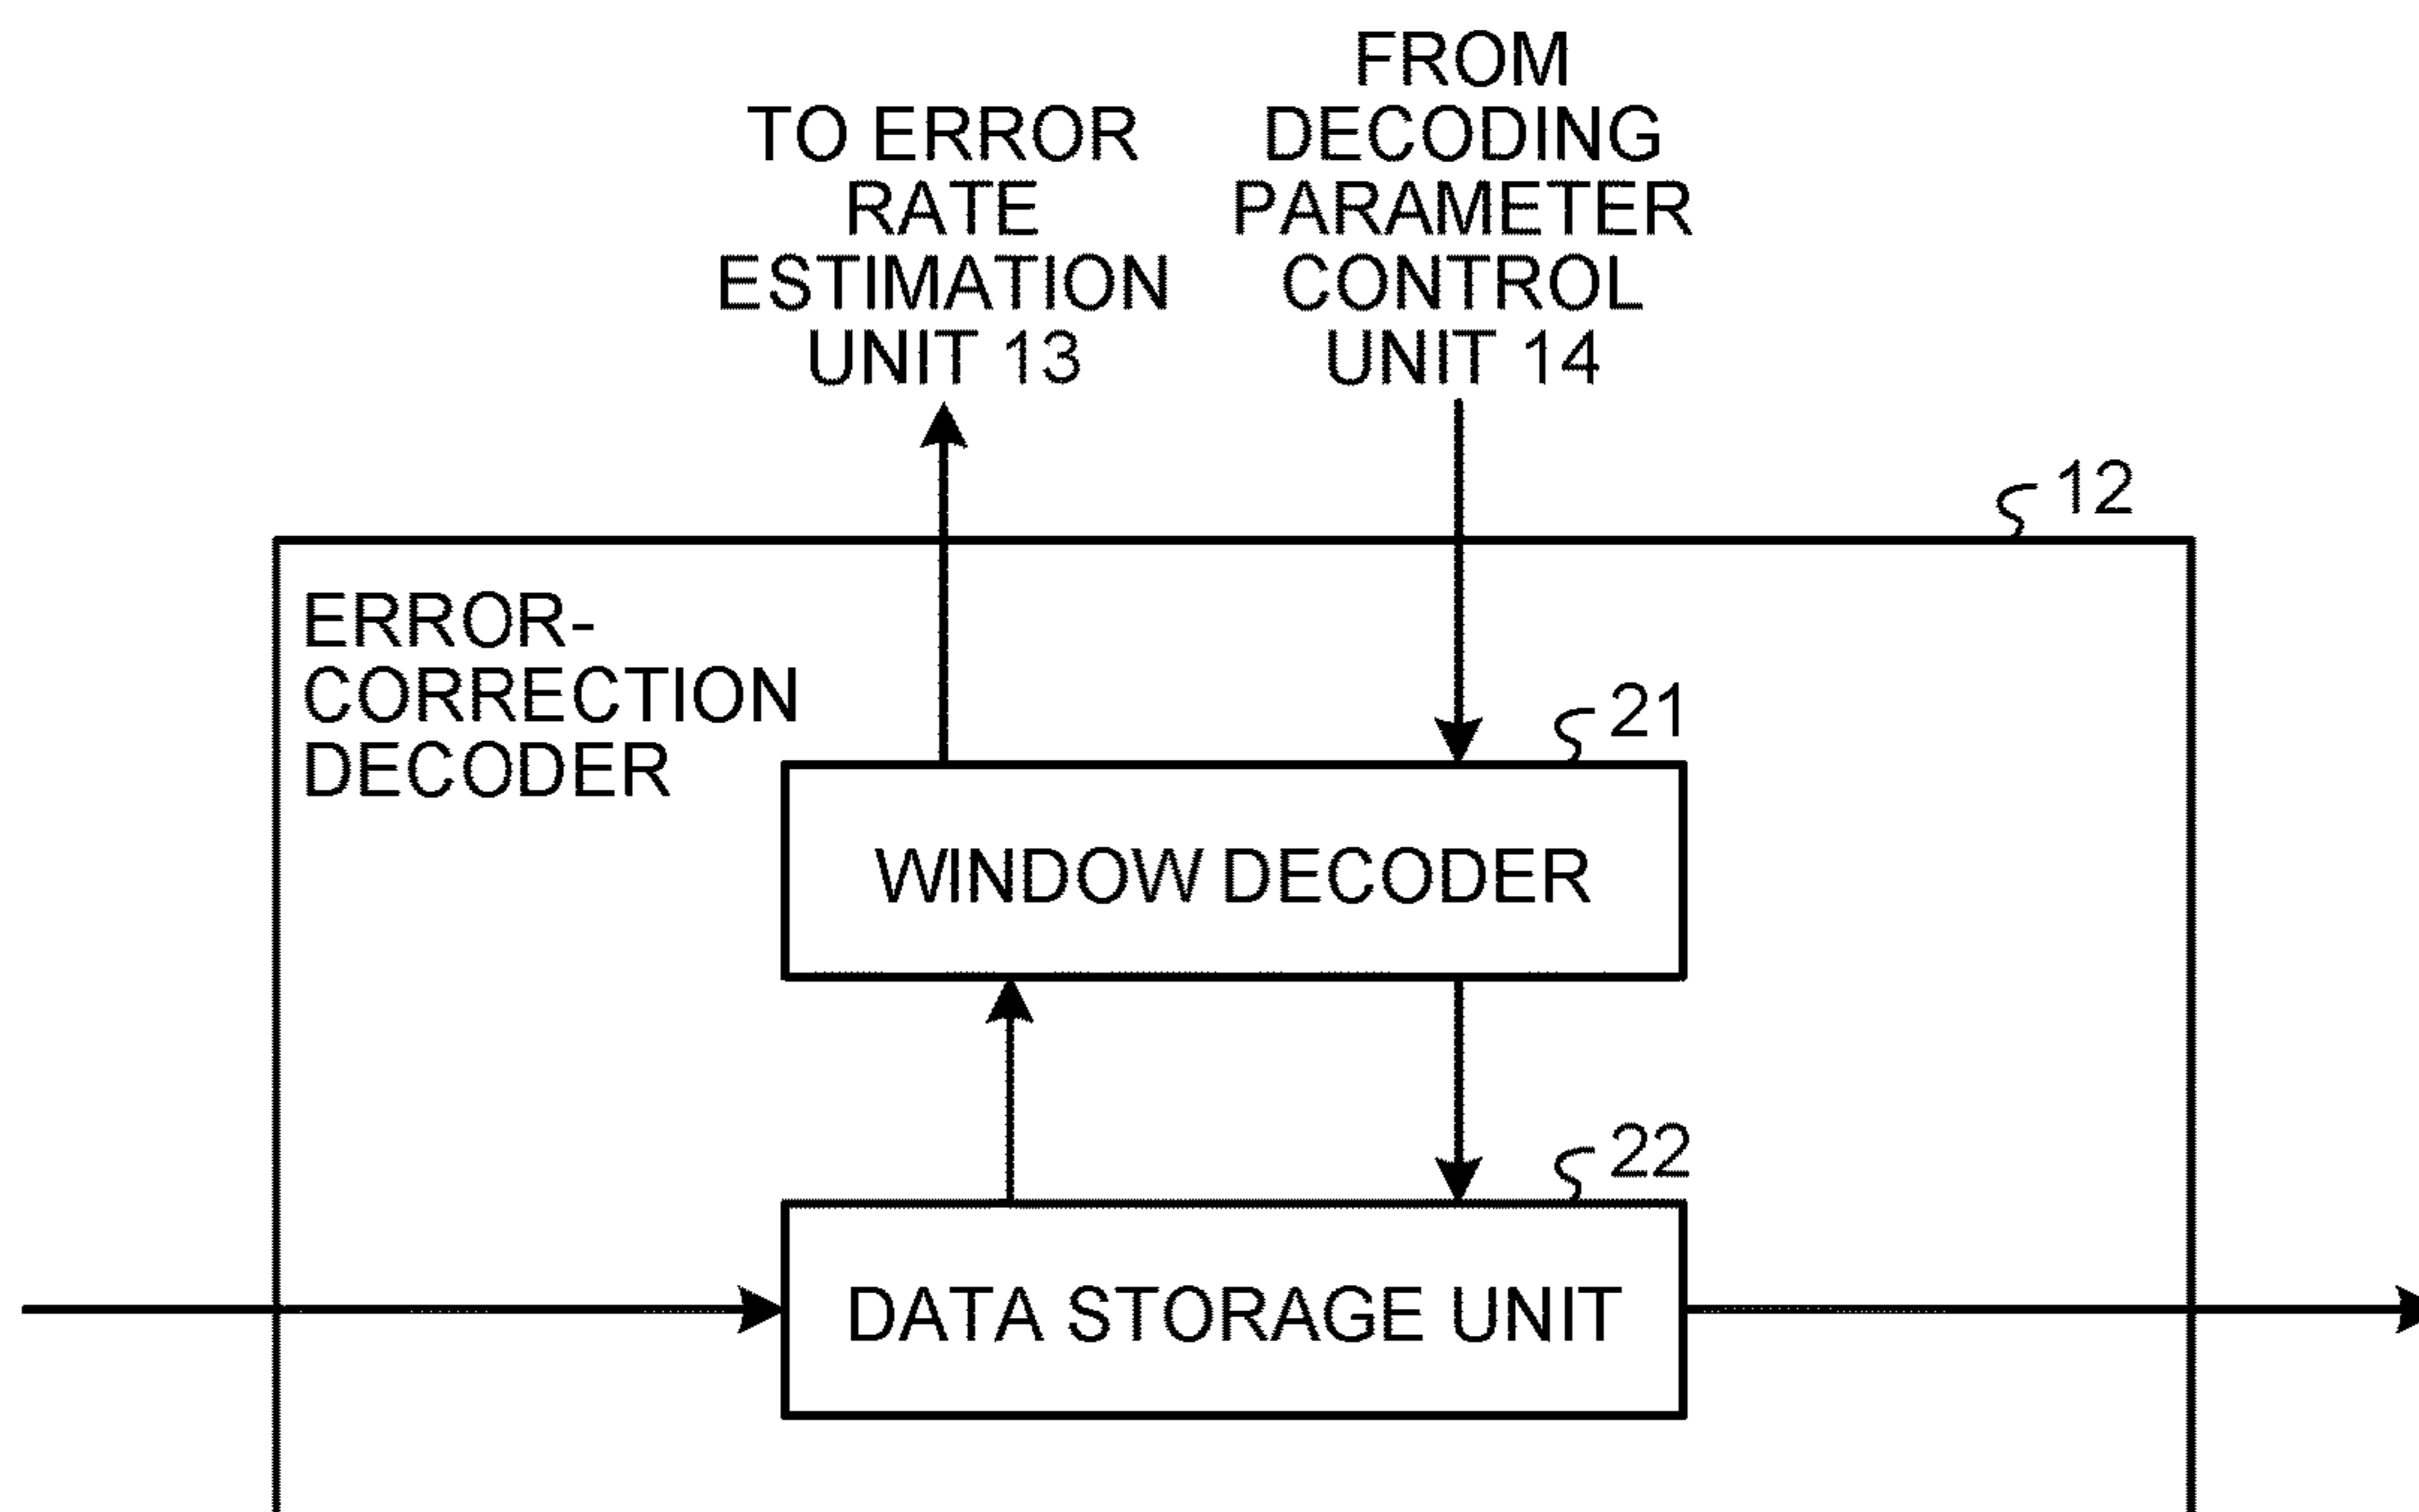 TO ERROR
RATE
ESTIMATION
UNIT 13
FROM
DECODING
PARAMETER
CONTROL
UNIT 14
12
ERROR-
CORRECTION
DECODER
21
WINDOW DECODER
22
DATA STORAGE UNIT